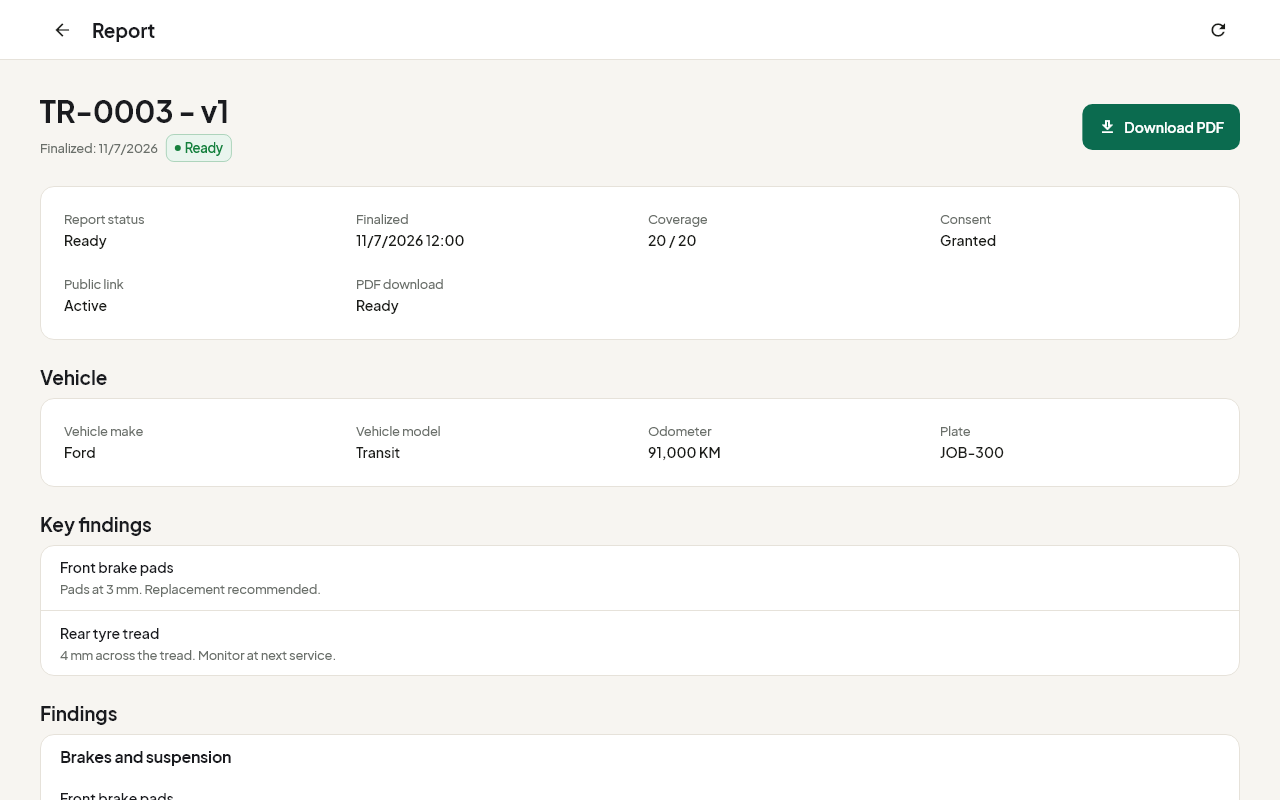 Report
TR-0003 – v1
Download PDF
Finalized: 11/7/2026 Ready
Report status Finalized Coverage Consent
Ready 11/7/2026 12:00 20 / 20 Granted
Public link PDF download
Active Ready
Vehicle
Vehicle make Vehicle model Odometer Plate
Ford Transit 91,000 KM JOB-300
Key findings
Front brake pads
Pads at 3 mm. Replacement recommended.
Rear tyre tread
4 mm across the tread. Monitor at next service.
Findings
Brakes and suspension
Front brake pads